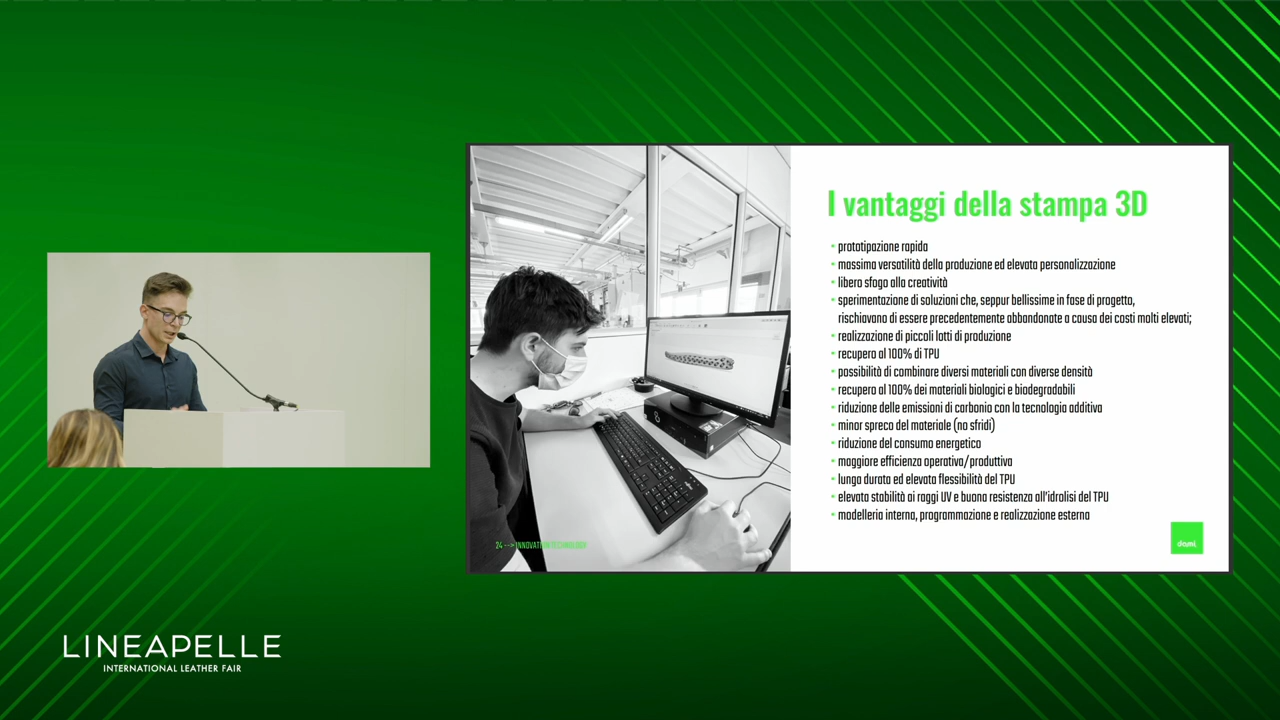 I vantaggi della stampa 3D
prototipazione rapida
massima versatilità della produzione ed elevata personalizzazione
libero sfogo alla creatività
sperimentazione di soluzioni che, seppur bellissime in fase di progetto,
rischiavano di essere precedentemente abbandonate a causa dei costi molti elevati;
realizzazione di piccoli lotti di produzione
recupero al 100% di TPU
possibilità di combinare diversi materiali con diverse densità
recupero al 100% dei materiali biologici e biodegradabili
riduzione delle emissioni di carbonio con la tecnologia additiva
minor spreco del materiale (no sfridi)
riduzione del consumo energetico
maggiore efficienza operativa/produttiva
lunga durata ed elevata flessibilità del TPU
elevata stabilità ai raggi UV e buona resistenza all'idrolisi del TPU
modelleria interna, programmazione e realizzazione esterna
24 --> INNOVATION TECHNOLOGY
dami
LINEAPELLE
INTERNATIONAL LEATHER FAIR